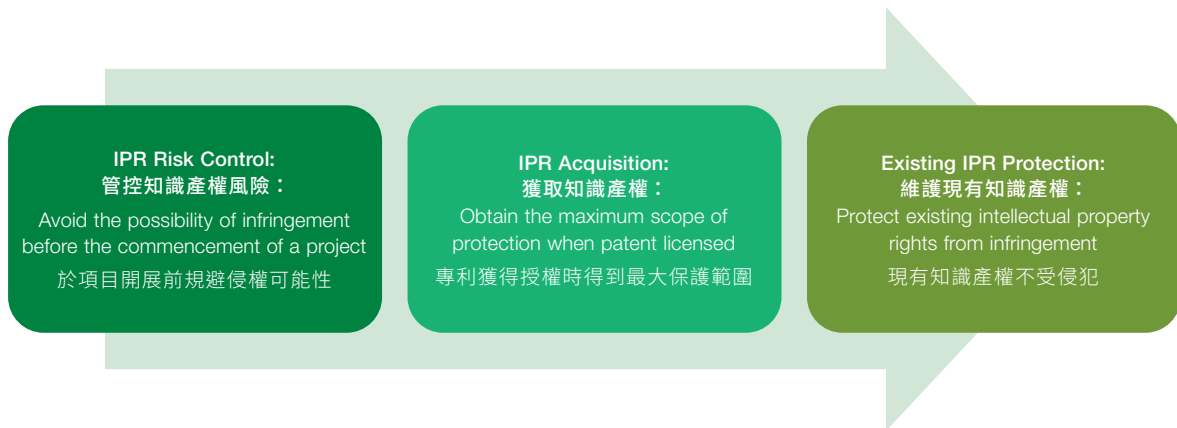 IPR Risk Control:
管控知識產權風險：
Avoid the possibility of infringement
before the commencement of a project
於項目開展前規避侵權可能性
IPR Acquisition:
獲取知識產權：
Obtain the maximum scope of
protection when patent licensed
專利獲得授權時得到最大保護範圍
Existing IPR Protection:
維護現有知識產權：
Protect existing intellectual property
rights from infringement
現有知識產權不受侵犯